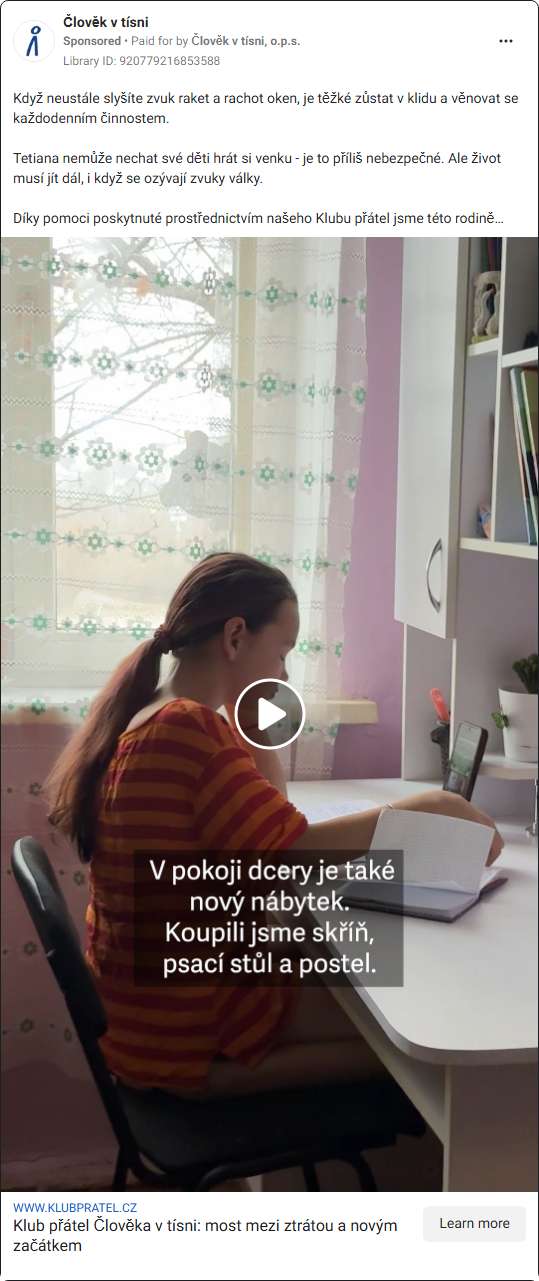 Člověk v tísni
Sponsored • Paid for by Člověk v tísni, o.p.s.
Library ID: 920779216853588
Když neustále slyšíte zvuk raket a rachot oken, je těžké zůstat v klidu a věnovat se
každodenním činnostem.
Tetiana nemůže nechat své děti hrát si venku - je to příliš nebezpečné. Ale život
musí jít dál, i když se ozývají zvuky války.
Díky pomoci poskytnuté prostřednictvím našeho Klubu přátel jsme této rodině…
V pokoji dcery je také
nový nábytek.
Koupili jsme skříň,
psací stůl a postel.
WWW.KLUBPRATEL.CZ
Klub přátel Člověka v tísni: most mezi ztrátou a novým
začátkem
Learn more